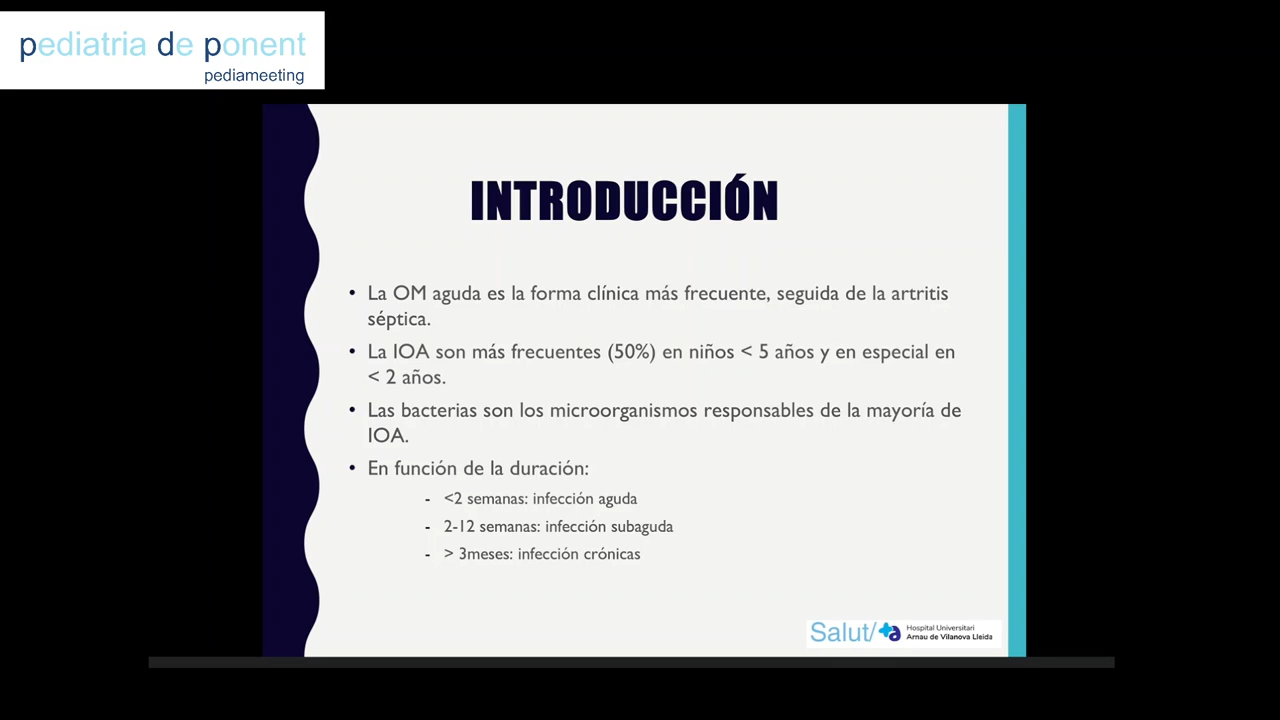 pediatria de ponent
pediameeting
INTRODUCCIÓN
• La OM aguda es la forma clínica más frecuente, seguida de la artritis
séptica.
• La IOA son más frecuentes (50%) en niños < 5 años y en especial en
< 2 años.
• Las bacterias son los microorganismos responsables de la mayoría de
IOA.
• En función de la duración:
- <2 semanas: infección aguda
- 2-12 semanas: infección subaguda
- > 3meses: infección crónicas
Salut/ Hospital Universitari
Arnau de Vilanova Lleida